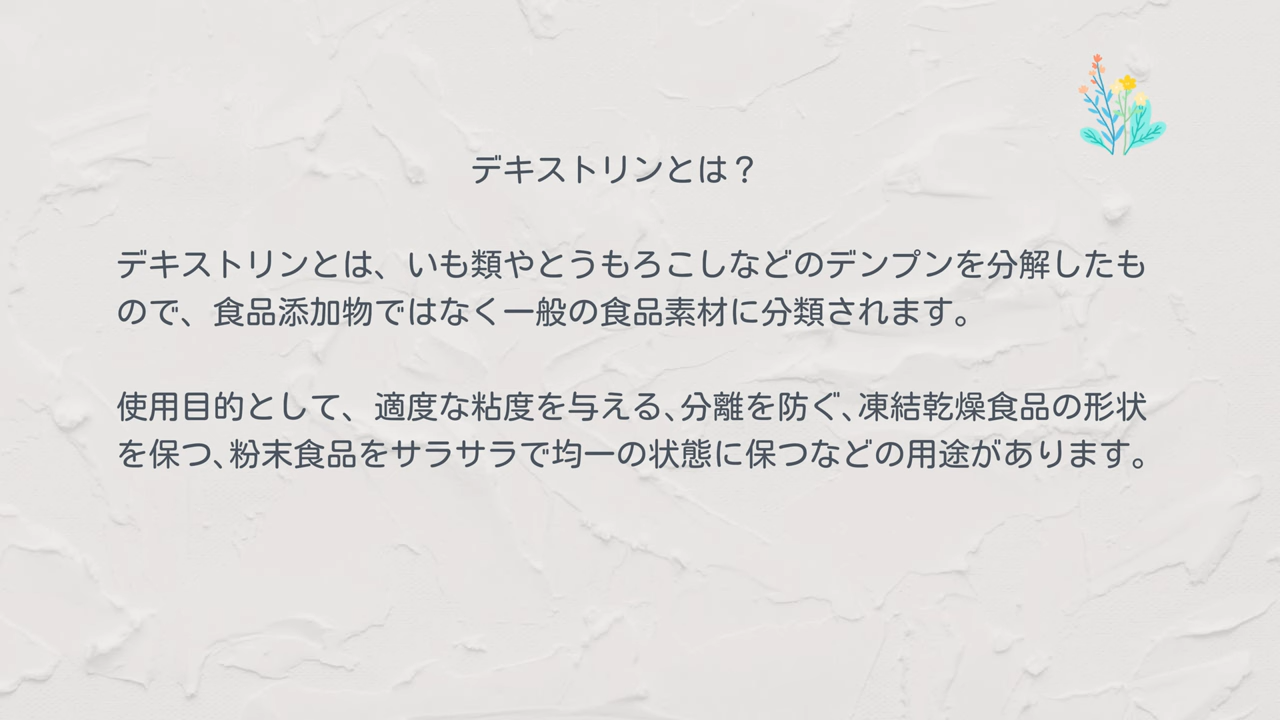 デキストリンとは？
デキストリンとは、いも類やとうもろこしなどのデンプンを分解したも
ので、食品添加物ではなく一般の食品素材に分類されます。
使用目的として、適度な粘度を与える、分離を防ぐ、凍結乾燥食品の形状
を保つ、粉末食品をサラサラで均一の状態に保つなどの用途があります。